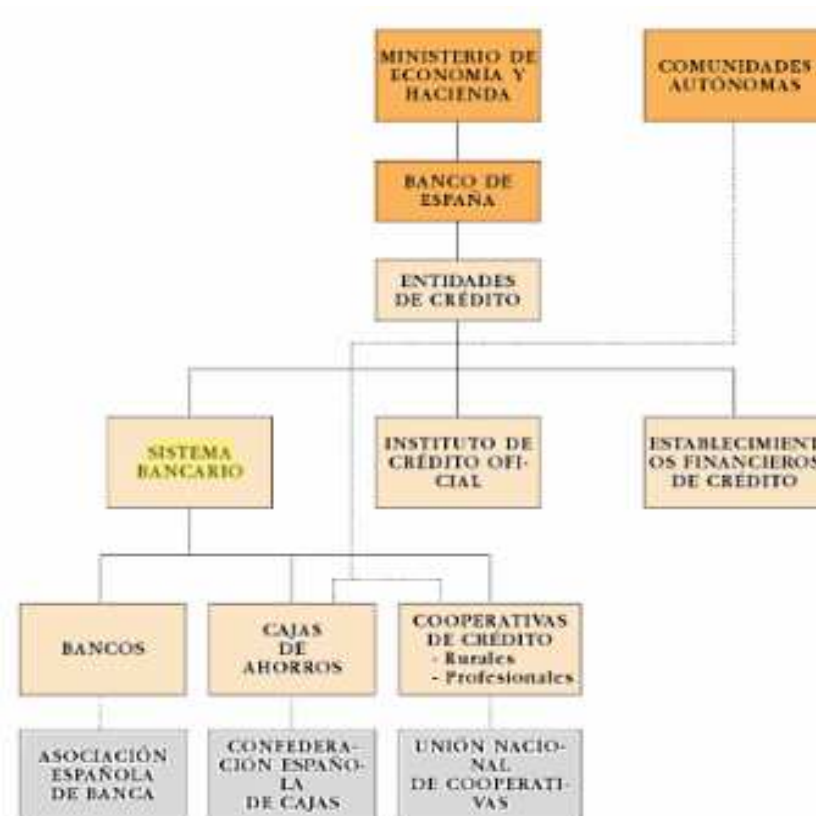 MINISTERIO DE
ECONOMÍA Y
HACIENDA
COMUNIDADES
AUTÓNOMAS
BANCO DE
ESPAÑA
ENTIDADES
DE CRÉDITO
SISTEMA
BANCARIO
INSTITUTO DE
CRÉDITO OFI-
CIAL
ESTABLECIMIENT
OS FINANCIEROS
DE CRÉDITO
BANCOS
CAJAS
DE
AHORROS
COOPERATIVAS
DE CRÉDITO
- Rurales
- Profesionales
ASOCIACIÓN
ESPAÑOLA
DE BANCA
CONFEDERA-
CIÓN ESPAÑO-
LA
DE CAJAS
UNIÓN NACIO-
NAL
DE COOPERATI-
VAS